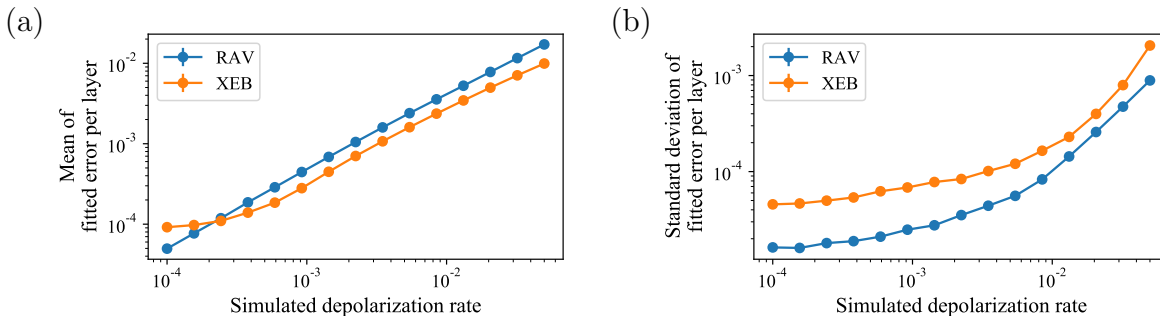 (a)
Mean of
fitted error per layer
10⁻²
10⁻³
10⁻⁴
RAV
XEB
10⁻⁴ 10⁻³ 10⁻²
Simulated depolarization rate
(b)
Standard deviation of
fitted error per layer
10⁻³
10⁻⁴
RAV
XEB
10⁻⁴ 10⁻³ 10⁻²
Simulated depolarization rate